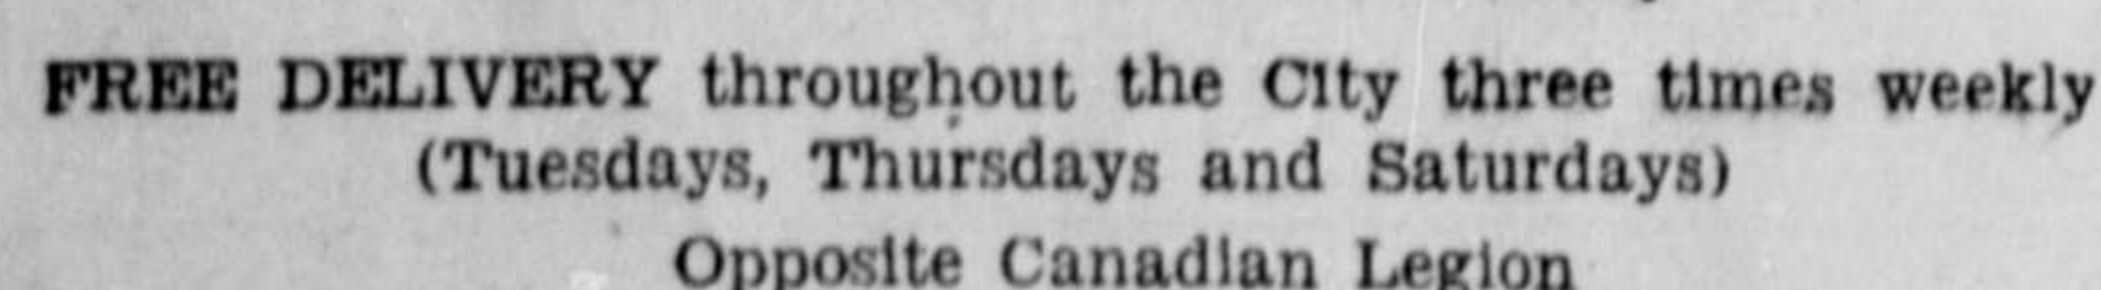 FREE DELIVERY throughout the City three times weekly
(Tuesdays, Thursdays and Saturdays)
Opposite Canadian Legion